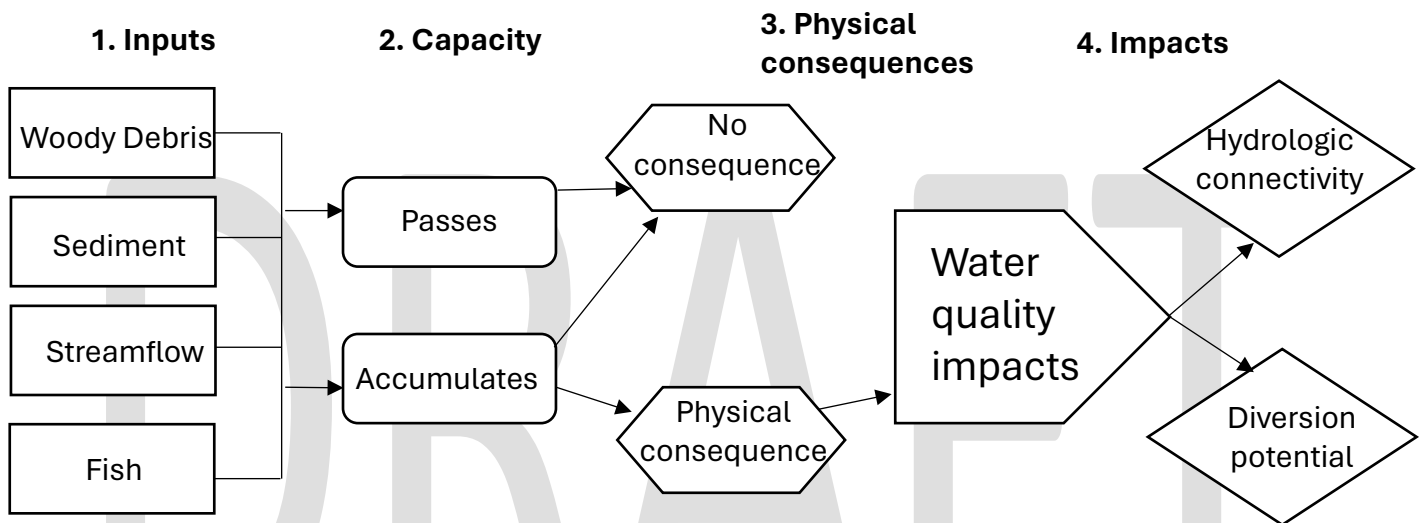 1. Inputs
2. Capacity
3. Physical
consequences
4. Impacts
Woody Debris
Sediment
Streamflow
Fish
Passes
Accumulates
No
consequence
Physical
consequence
Water
quality
impacts
Hydrologic
connectivity
Diversion
potential
DRAFT